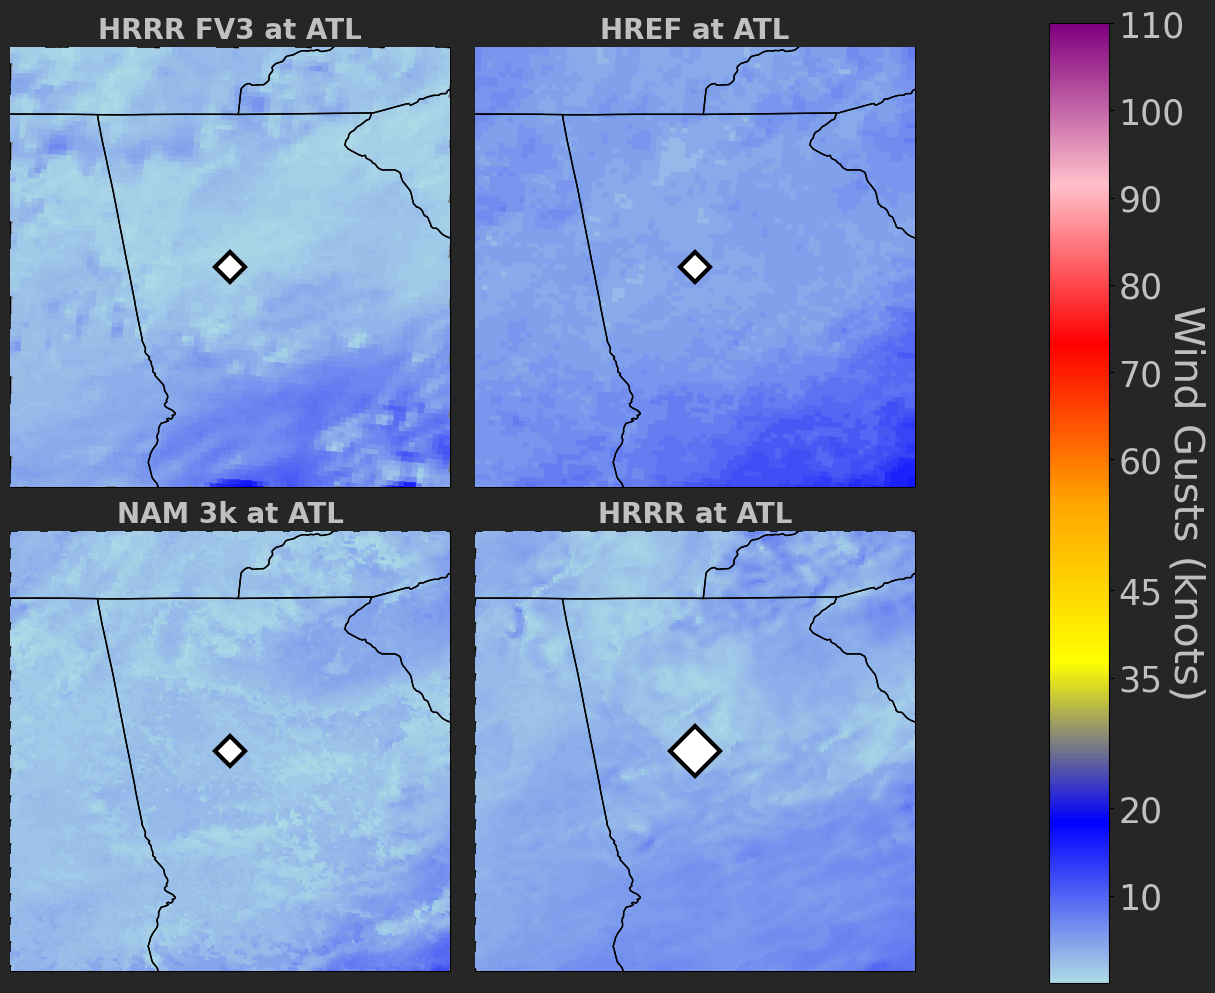 HRRR FV3 at ATL
HREF at ATL
NAM 3k at ATL
HRRR at ATL
110
100
90
80
70
60
45
35
20
10
Wind Gusts (knots)